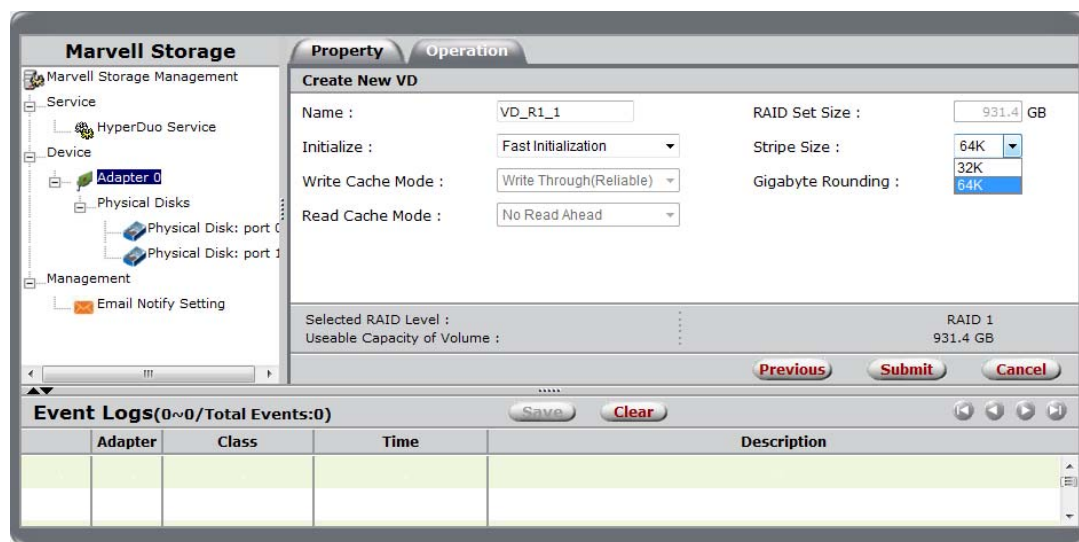 Marvell Storage
Marvell Storage Management
Service
HyperDuo Service
Device
Adapter 0
Physical Disks
Physical Disk: port 0
Physical Disk: port 1
Management
Email Notify Setting
Property
Operation
Create New VD
Name :
VD_R1_1
RAID Set Size :
931.4 GB
Initialize :
Fast Initialization
Stripe Size :
64K
32K
64K
Write Cache Mode :
Write Through(Reliable)
Gigabyte Rounding :
Read Cache Mode :
No Read Ahead
Selected RAID Level :
RAID 1
Useable Capacity of Volume :
931.4 GB
Previous
Submit
Cancel
Event Logs(0~0/Total Events:0)
Save
Clear
Adapter
Class
Time
Description